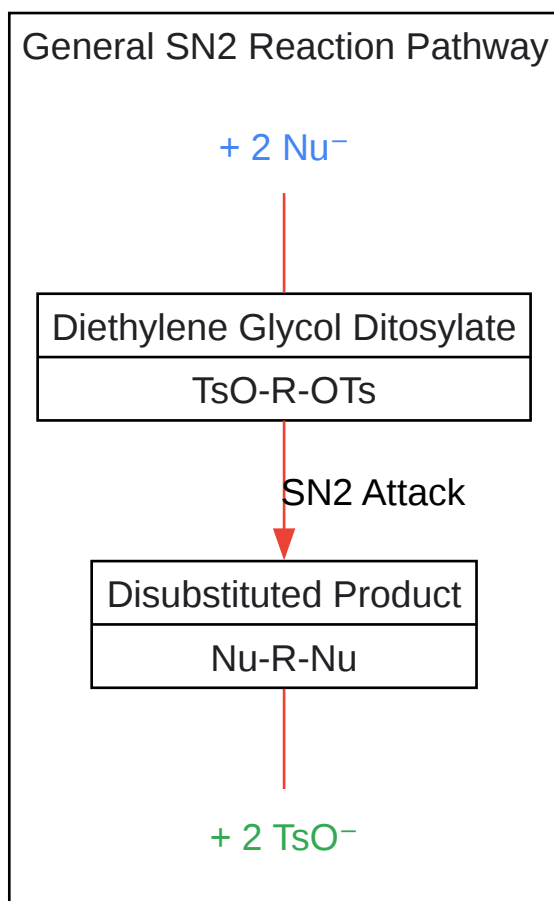 General SN2 Reaction Pathway
+ 2 Nu⁻
Diethylene Glycol Ditosylate
TsO-R-OTs
SN2 Attack
Disubstituted Product
Nu-R-Nu
+ 2 TsO⁻